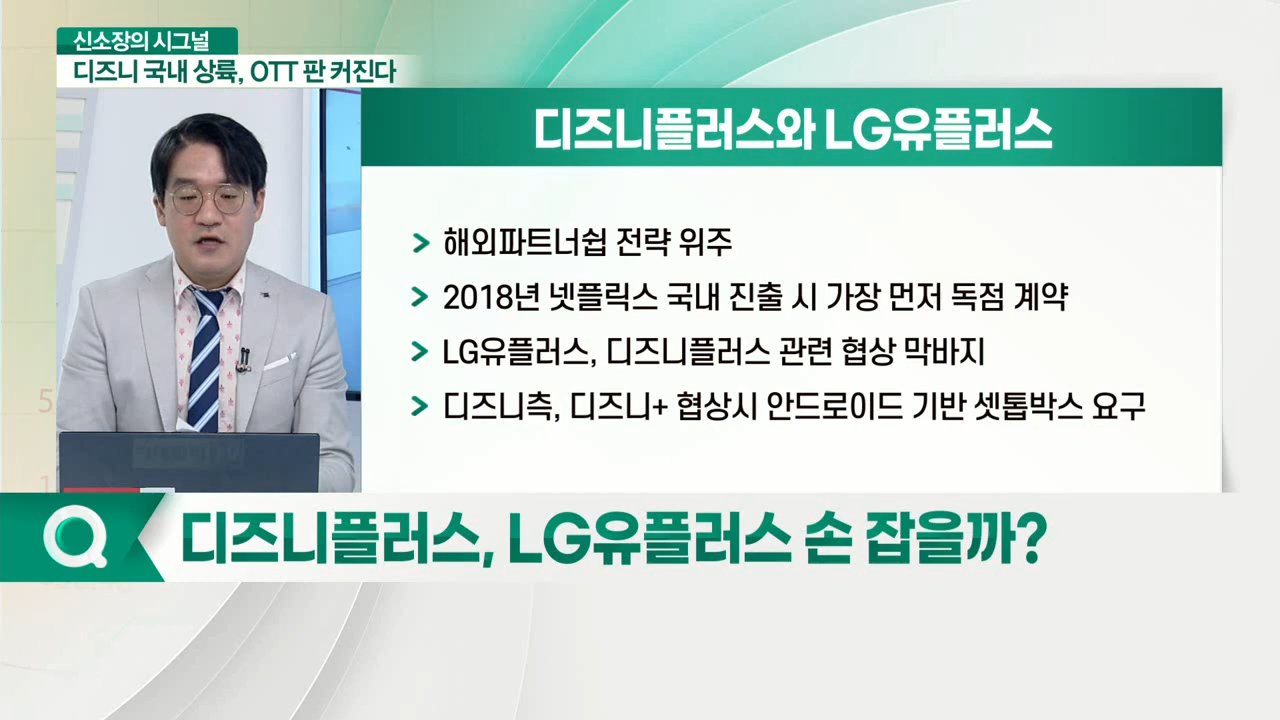 신소장의 시그널
디즈니 국내 상륙, OTT 판 커진다
디즈니플러스와 LG유플러스
> 해외파트너쉽 전략 위주
> 2018년 넷플릭스 국내 진출 시 가장 먼저 독점 계약
> LG유플러스, 디즈니플러스 관련 협상 막바지
> 디즈니측, 디즈니+ 협상시 안드로이드 기반 셋톱박스 요구
Q 디즈니플러스, LG유플러스 손 잡을까?